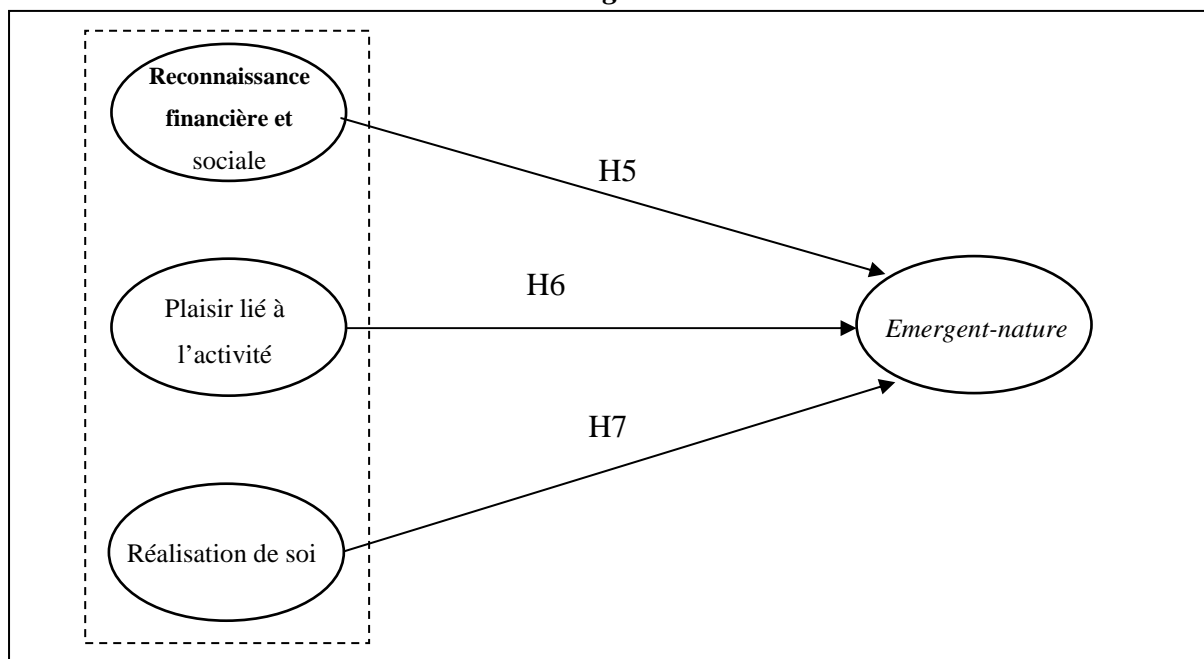 Reconnaissance
financière et
sociale
H5
Plaisir lié à
l’activité
H6
Emergent-nature
H7
Réalisation de soi